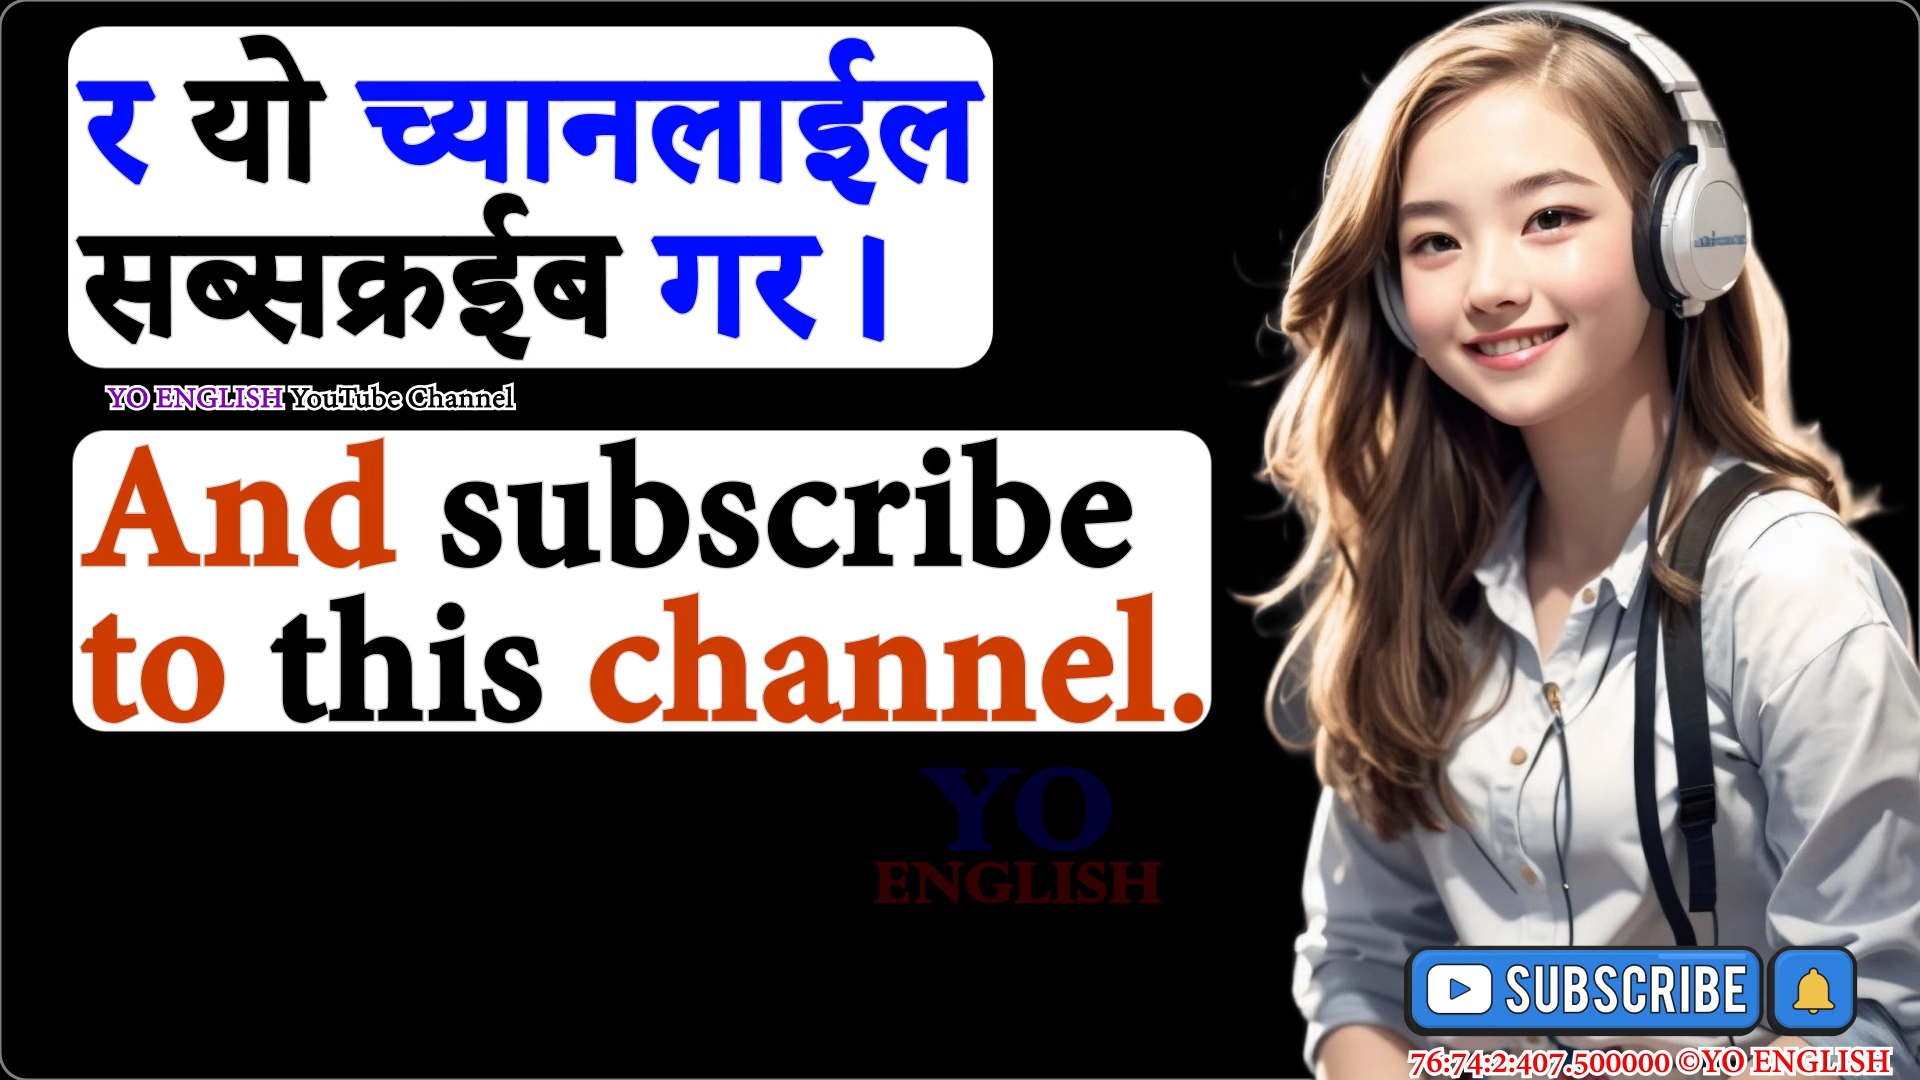 र यो च्यानलाईल
सब्सक्रईब गर।
YO ENGLISH YouTube Channel
And subscribe
to this channel.
YO
ENGLISH
SUBSCRIBE
76:74:2:407.500000 ©YO ENGLISH